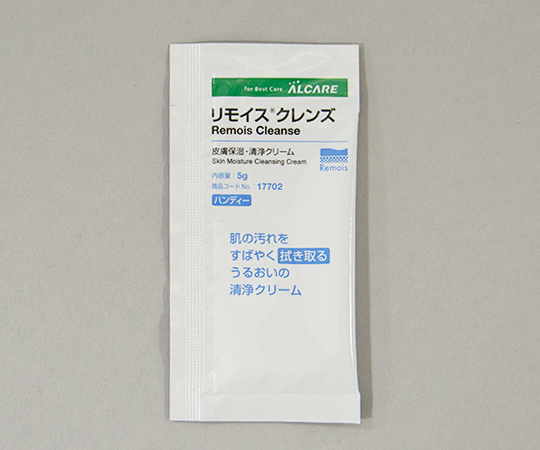 for Best Care ALCARE
リモイス®クレンズ
Remois Cleanse
皮膚保湿・清浄クリーム
Skin Moisture Cleansing Cream
Remois
内容量：5g
商品コードNo.：17702
ハンディー
肌の汚れを
すばやく拭き取る
うるおいの
清浄クリーム